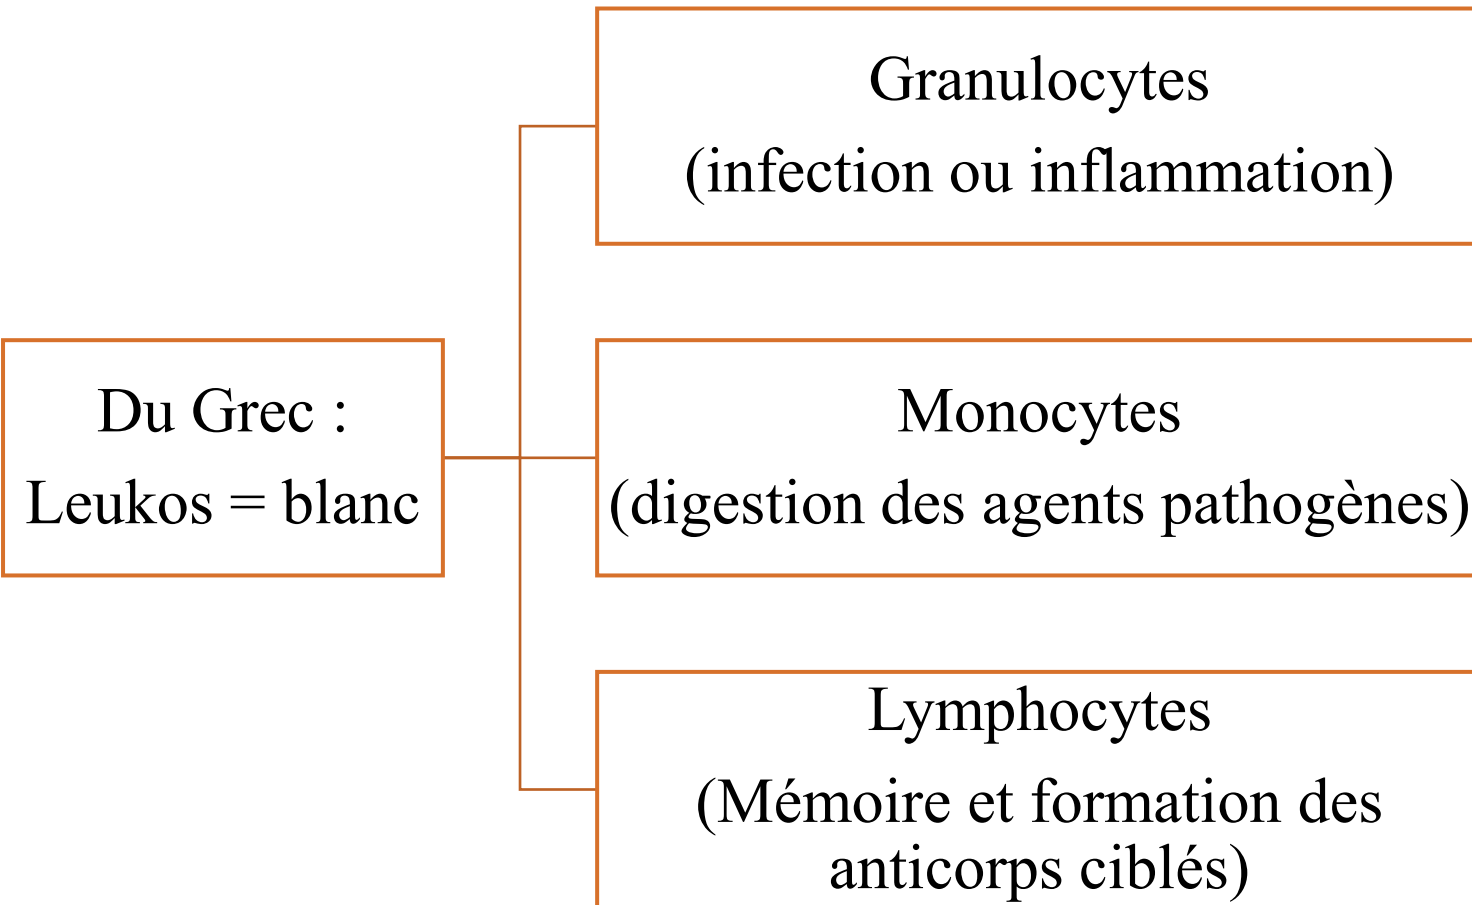 Granulocytes
(infection ou inflammation)
Du Grec :
Leukos = blanc
Monocytes
(digestion des agents pathogènes)
Lymphocytes
(Mémoire et formation des
anticorps ciblés)